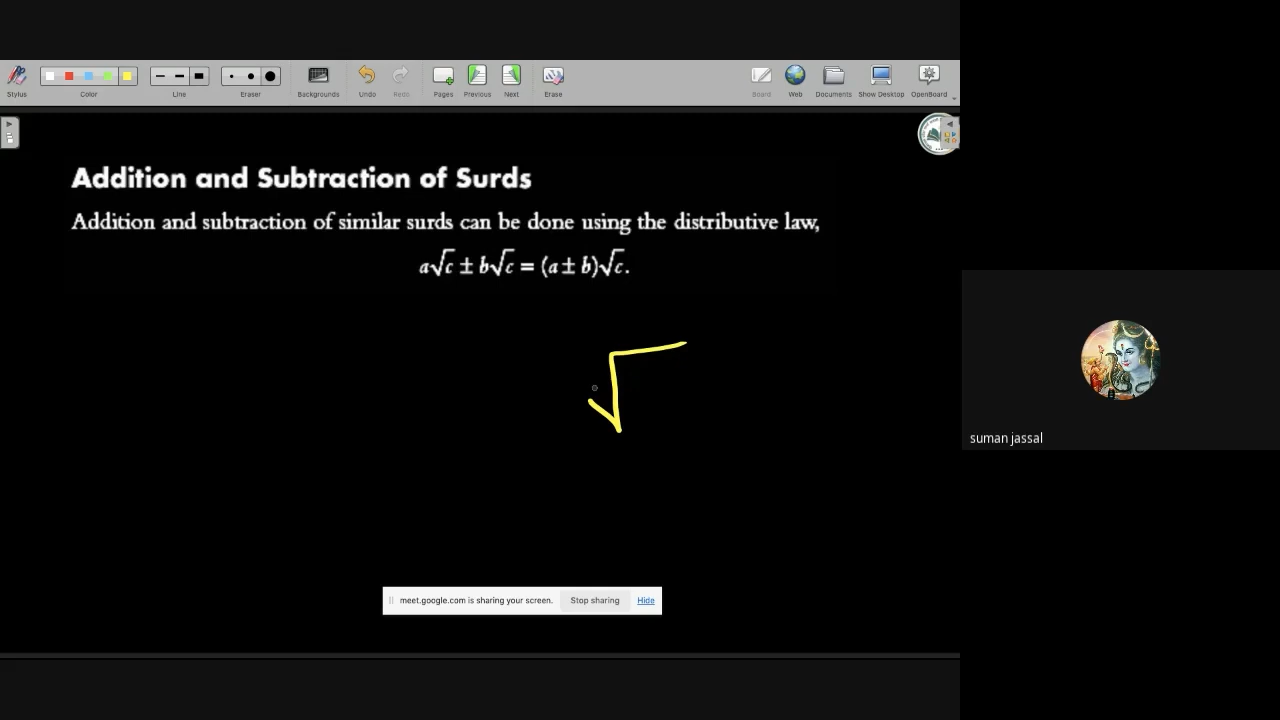 Stylus
Color
Line
Eraser
Backgrounds
Undo
Redo
Pages
Previous
Next
Erase
Board
Web
Documents
Show Desktop
OpenBoard
Addition and Subtraction of Surds
Addition and subtraction of similar surds can be done using the distributive law,
a√c ± b√c = (a ± b)√c.
√
meet.google.com is sharing your screen.
Stop sharing
Hide
suman jassal